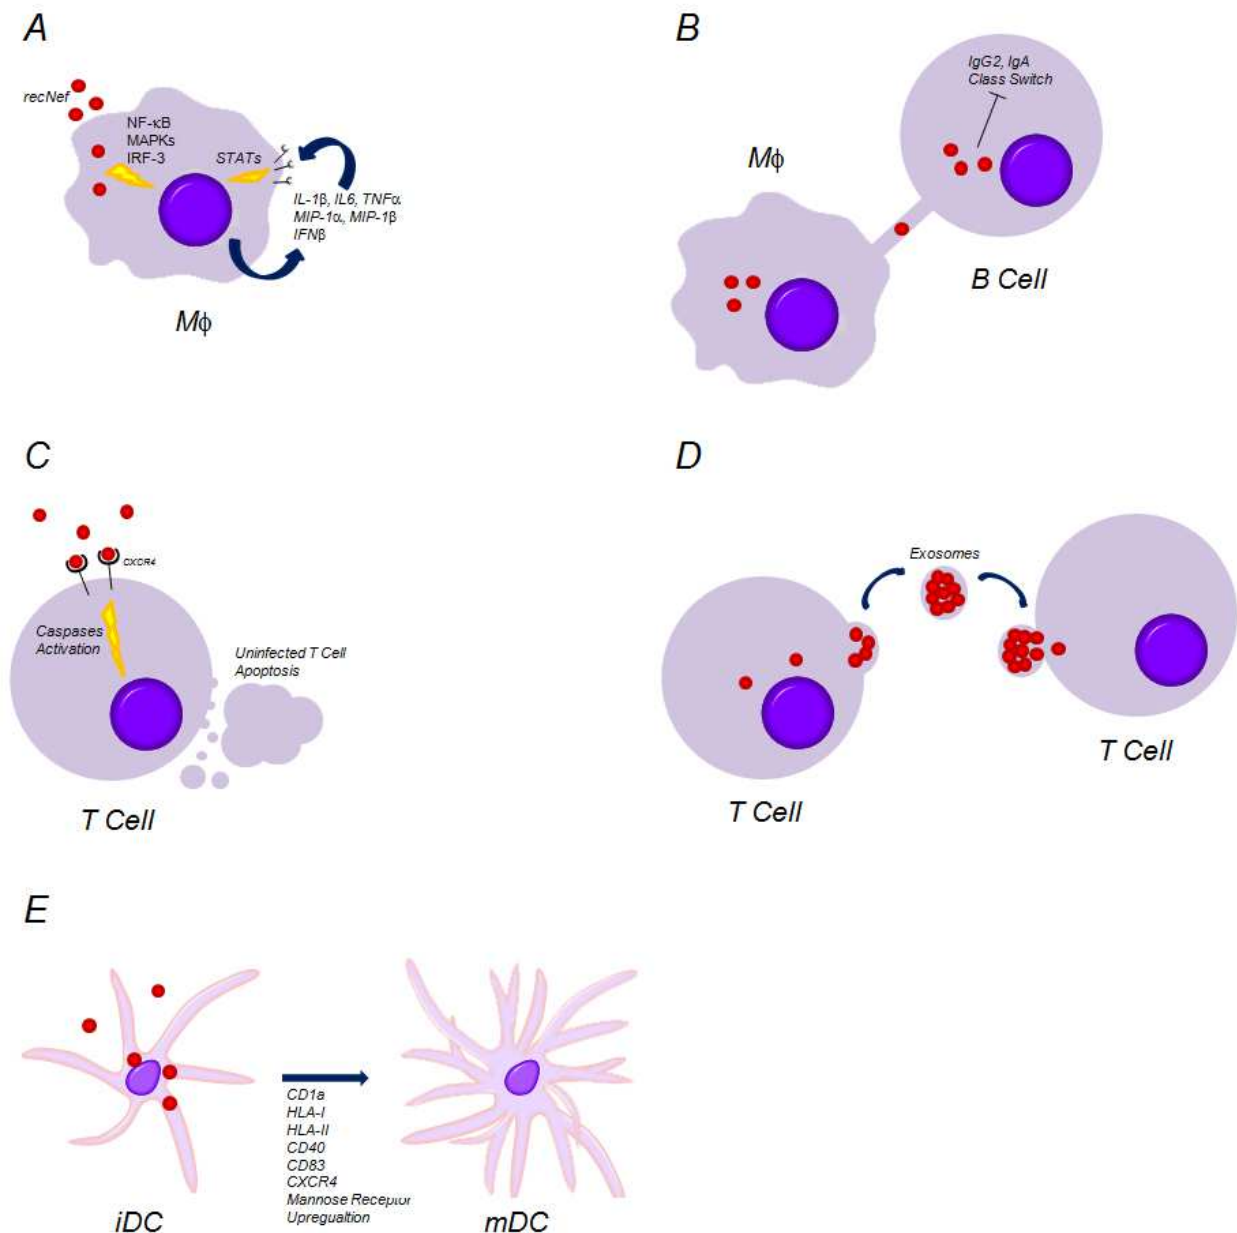 A
recNef
NF-κB
MAPKs
IRF-3
STATs
IL-1β, IL6, TNFα
MIP-1α, MIP-1β
IFNβ
Mϕ
B
IgG2, IgA
Class Switch
Mϕ
B Cell
C
CXCR4
Caspases
Activation
Uninfected T Cell
Apoptosis
T Cell
D
Exosomes
T Cell
T Cell
E
CD1a
HLA-I
HLA-II
CD40
CD83
CXCR4
Mannose Receptor
Upregualtion
iDC
mDC